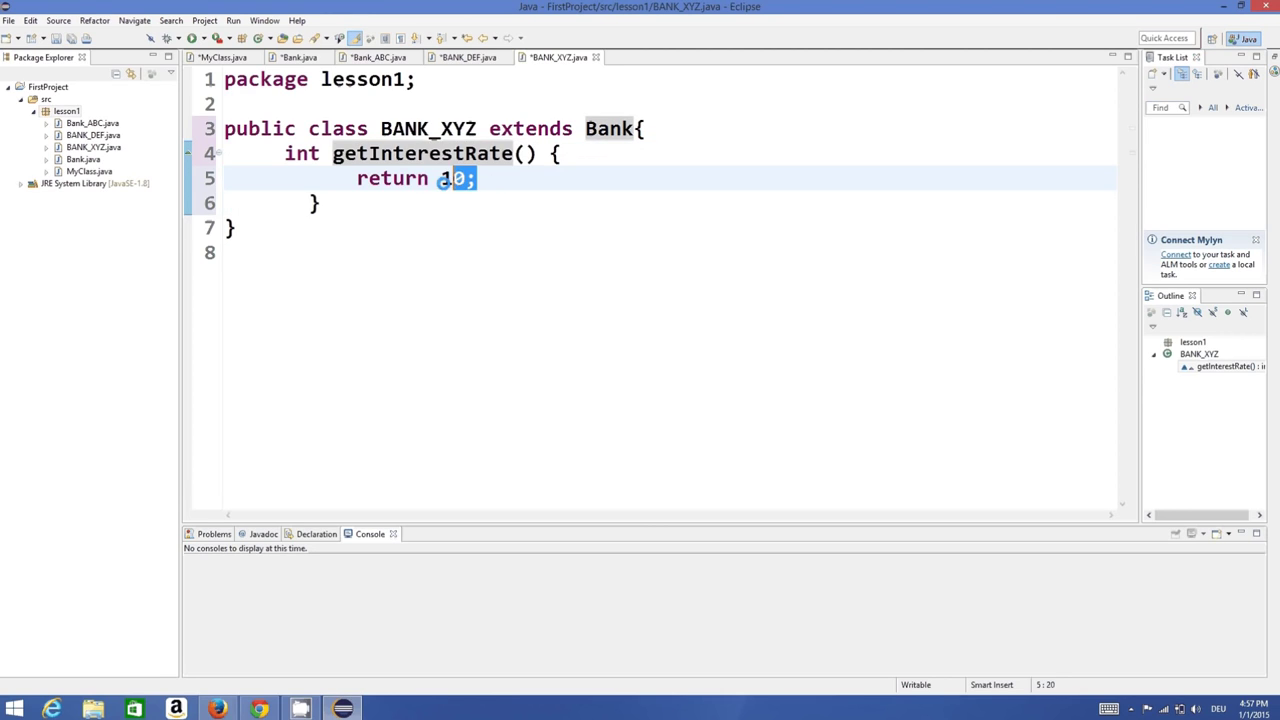 Java - FirstProject/src/lesson1/BANK_XYZ.java - Eclipse
File Edit Source Refactor Navigate Search Project Run Window Help
Quick Access Java
Package Explorer
*MyClass.java *Bank.java *Bank_ABC.java *BANK_DEF.java *BANK_XYZ.java
Task List
FirstProject
src
lesson1
Bank_ABC.java
BANK_DEF.java
BANK_XYZ.java
Bank.java
MyClass.java
JRE System Library [JavaSE-1.8]
1 package lesson1;
2
3 public class BANK_XYZ extends Bank{
4 int getInterestRate() {
5 return 10;
6 }
7 }
8
Find All Activa...
Connect Mylyn
Connect to your task and
ALM tools or create a local
task.
Outline
lesson1
BANK_XYZ
getInterestRate() : i
Problems Javadoc Declaration Console
No consoles to display at this time.
Writable Smart Insert 5 : 20
DEU
4:57 PM
1/1/2015